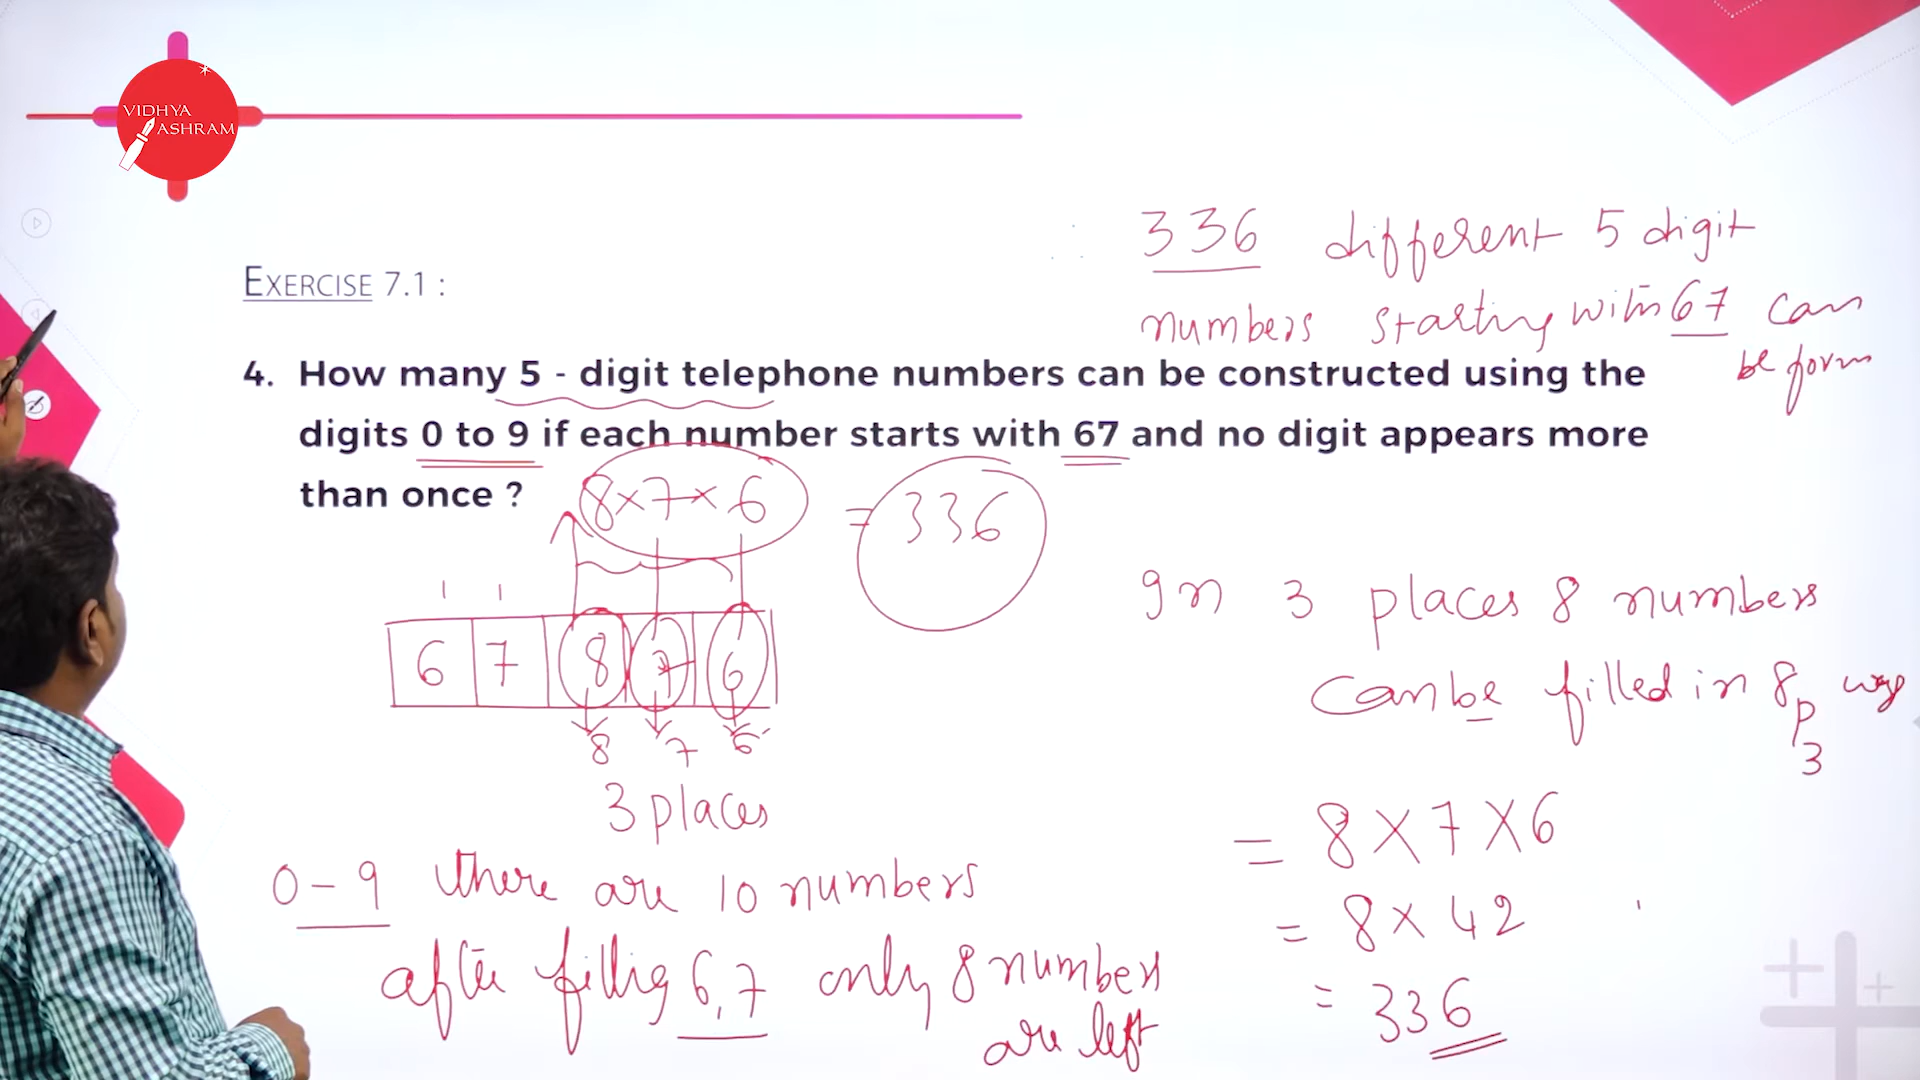 VIDHYA
ASHRAM
EXERCISE 7.1 :
∴ 336 different 5 digit
numbers starting with 67 can
be form
4. How many 5 - digit telephone numbers can be constructed using the
digits 0 to 9 if each number starts with 67 and no digit appears more
than once ?
8×7×6 = 336
1 1
6 7 8 7 6
8 7 6
3 places
0 – 9 there are 10 numbers
after fillig 6,7 only 8 numbers
are left
In 3 places 8 numbers
can be filled in 8P3 ways
= 8 × 7 × 6
= 8 × 42
= 336